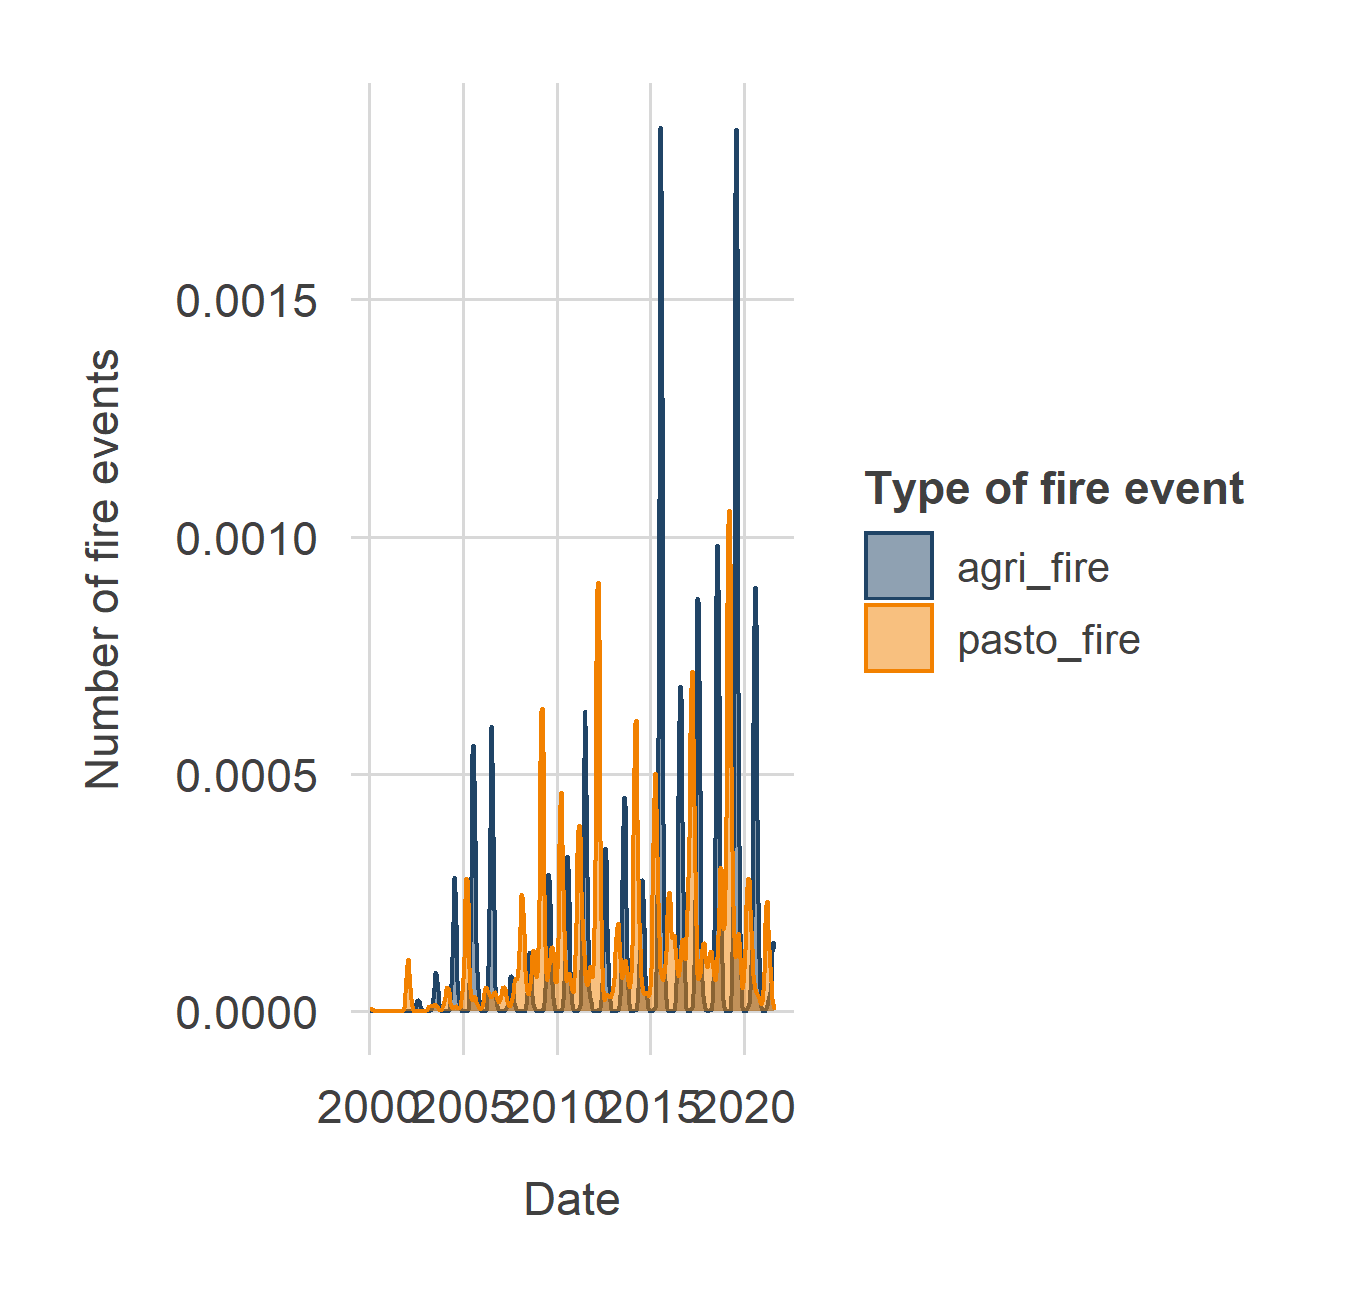 0.0015
0.0010
0.0005
0.0000
Number of fire events
2000 2005 2010 2015 2020
Date
Type of fire event
agri_fire
pasto_fire